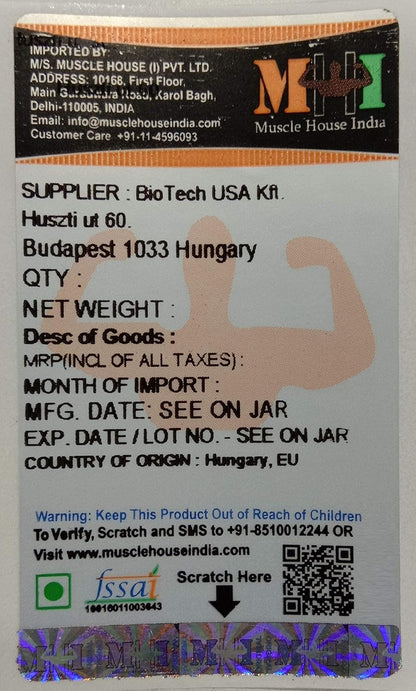 IMPORTED BY:
M/S. MUSCLE HOUSE (I) PVT. LTD.
ADDRESS: 10168, First Floor,
Main Gurudwara Road, Karol Bagh,
Delhi-110005, INDIA
Email: info@musclehouseindia.com
Customer Care +91-11-4596093
MHI
Muscle House India
SUPPLIER : BioTech USA Kft.
Huszti ut 60.
Budapest 1033 Hungary
QTY :
NET WEIGHT :
Desc of Goods :
MRP(INCL OF ALL TAXES) :
MONTH OF IMPORT :
MFG. DATE: SEE ON JAR
EXP. DATE / LOT NO. - SEE ON JAR
COUNTRY OF ORIGIN : Hungary, EU
Warning: Keep This Product Out of Reach of Children
To Verify, Scratch and SMS to +91-8510012244 OR
Visit www.musclehouseindia.com
fssai
Scratch Here
MHI MHI MHI